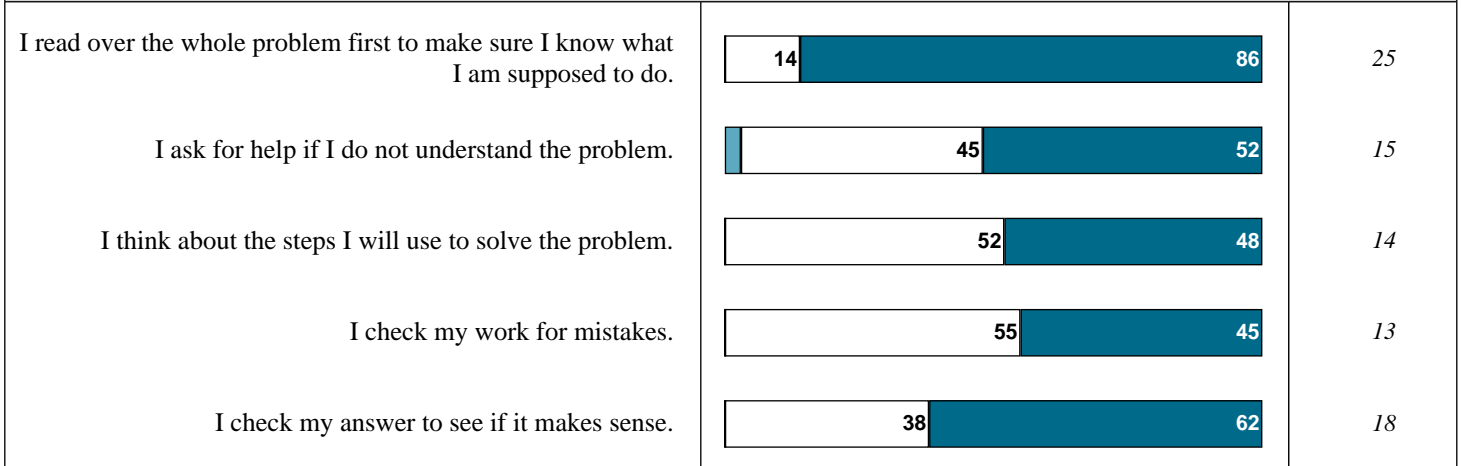 I read over the whole problem first to make sure I know what
I am supposed to do.
14 86 25
I ask for help if I do not understand the problem.
45 52 15
I think about the steps I will use to solve the problem.
52 48 14
I check my work for mistakes.
55 45 13
I check my answer to see if it makes sense.
38 62 18